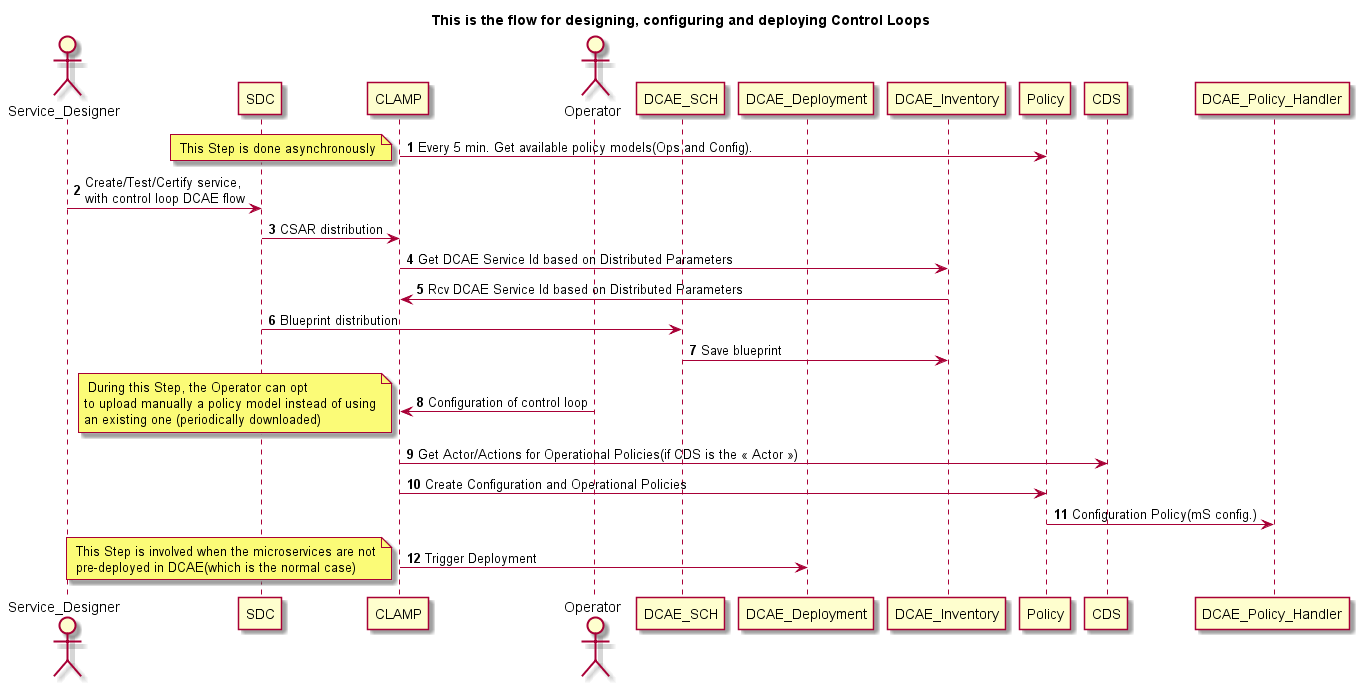 This is the flow for designing, configuring and deploying Control Loops
Service_Designer
SDC
CLAMP
Operator
DCAE_SCH
DCAE_Deployment
DCAE_Inventory
Policy
CDS
DCAE_Policy_Handler
This Step is done asynchronously
1 Every 5 min. Get available policy models(Ops and Config).
2 Create/Test/Certify service,
with control loop DCAE flow
3 CSAR distribution
4 Get DCAE Service Id based on Distributed Parameters
5 Rcv DCAE Service Id based on Distributed Parameters
6 Blueprint distribution
7 Save blueprint
During this Step, the Operator can opt
to upload manually a policy model instead of using
an existing one (periodically downloaded)
8 Configuration of control loop
9 Get Actor/Actions for Operational Policies(if CDS is the « Actor »)
10 Create Configuration and Operational Policies
11 Configuration Policy(mS config.)
This Step is involved when the microservices are not
pre-deployed in DCAE(which is the normal case)
12 Trigger Deployment
Service_Designer
SDC
CLAMP
Operator
DCAE_SCH
DCAE_Deployment
DCAE_Inventory
Policy
CDS
DCAE_Policy_Handler